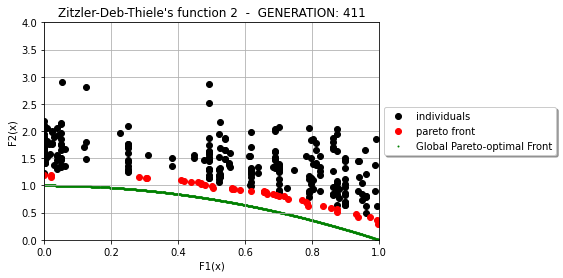 Zitzler-Deb-Thiele's function 2  -  GENERATION: 411
4.0
3.5
3.0
2.5
2.0
1.5
1.0
0.5
0.0
F2(x)
0.0 0.2 0.4 0.6 0.8 1.0
F1(x)
individuals
pareto front
Global Pareto-optimal Front